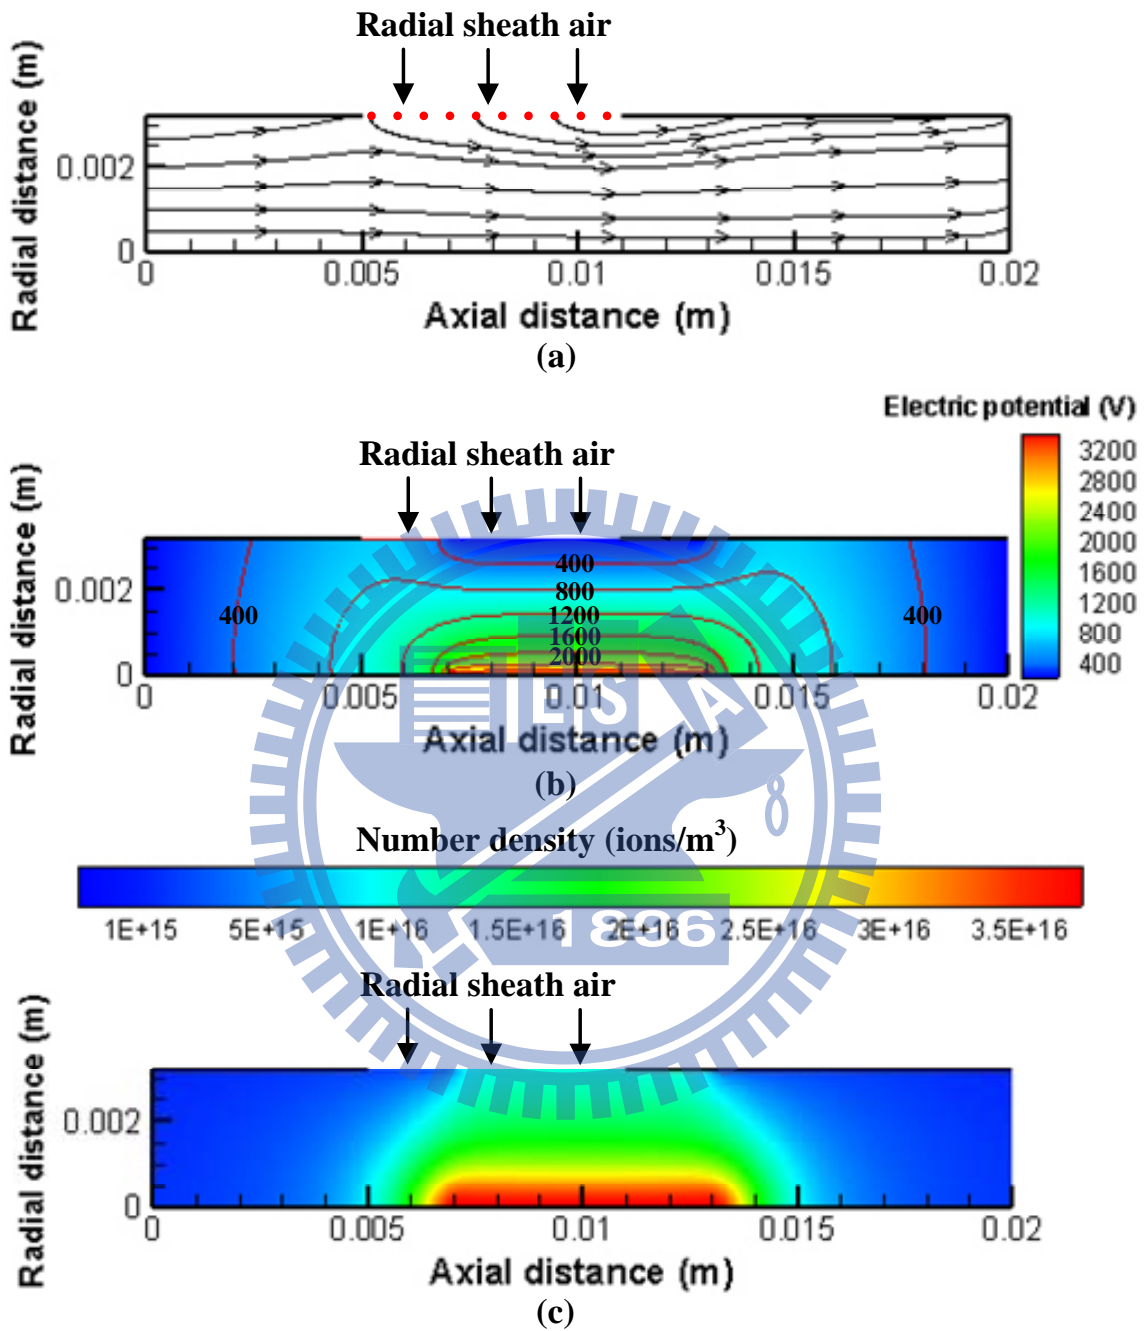 Radial sheath air
Radial distance (m)
0.002
0
0 0.005 0.01 0.015 0.02
Axial distance (m)
(a)
Electric potential (V)
Radial sheath air
Radial distance (m)
0.002
0
3200
2800
2400
2000
1600
1200
800
400
400
800
1200
1600
2000
400
400
0 0.005 0.01 0.015 0.02
ES A
Axial distance (m)
(b)
Number density (ions/m³)
1E+15 5E+15 1E+16 1.5E+16 2E+16 2.5E+16 3E+16 3.5E+16
1896
Radial sheath air
Radial distance (m)
0.002
0
0 0.005 0.01 0.015 0.02
Axial distance (m)
(c)